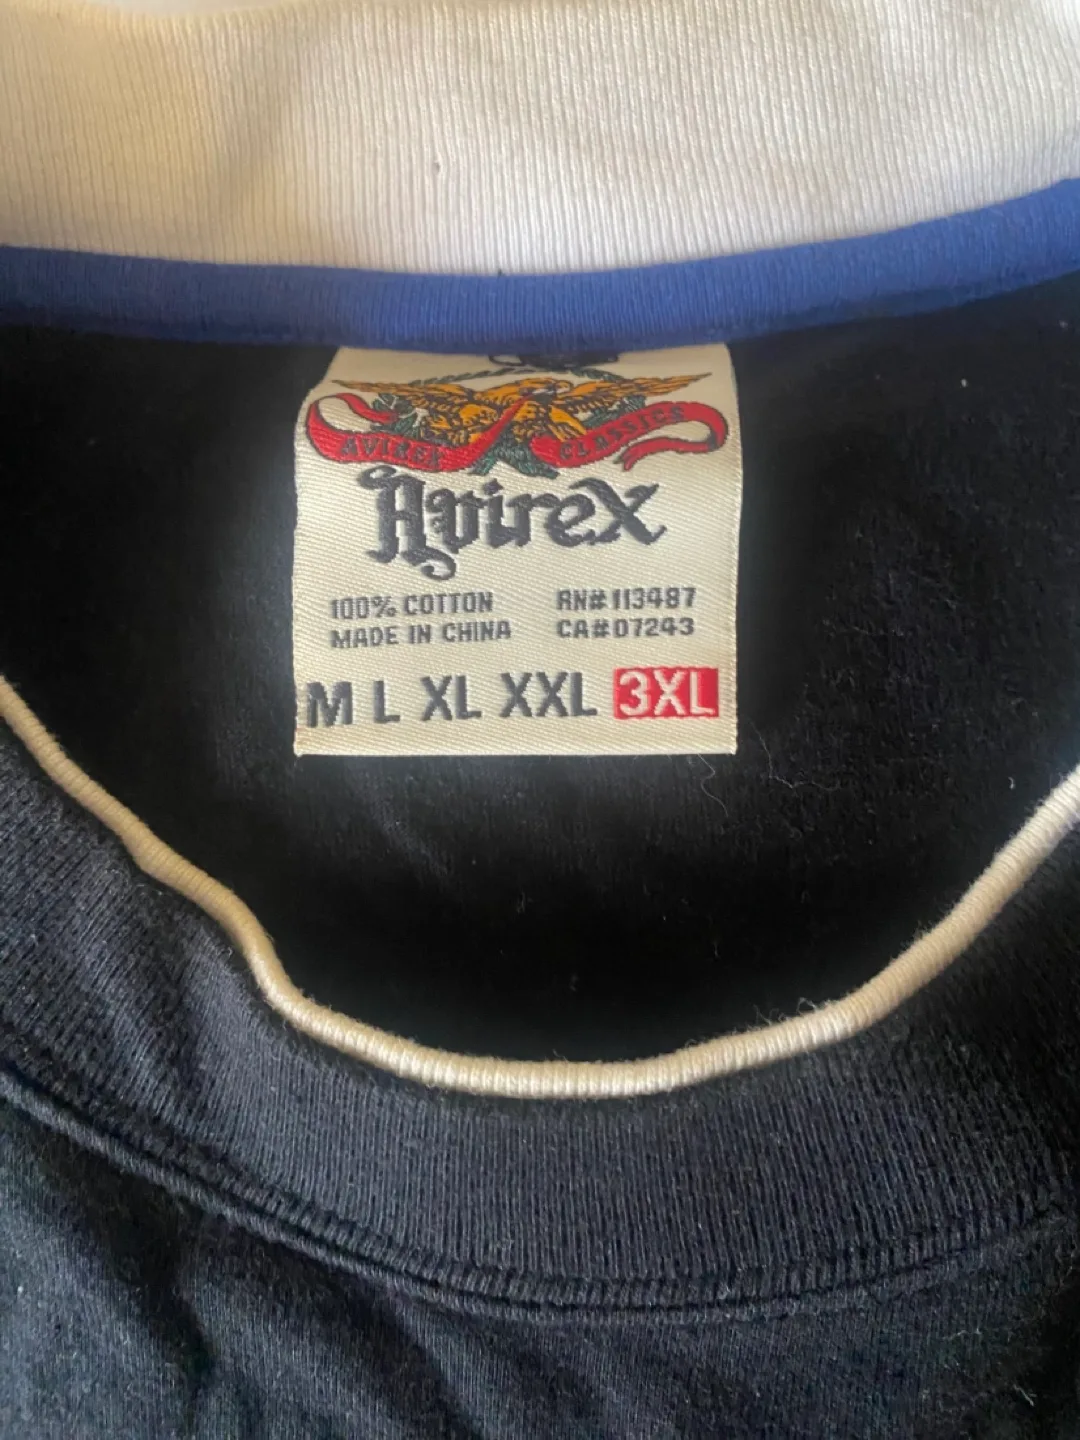 AVIREX CLASSICS
Avirex
100% COTTON RN# 113487
MADE IN CHINA CA# 07243
M L XL XXL 3XL